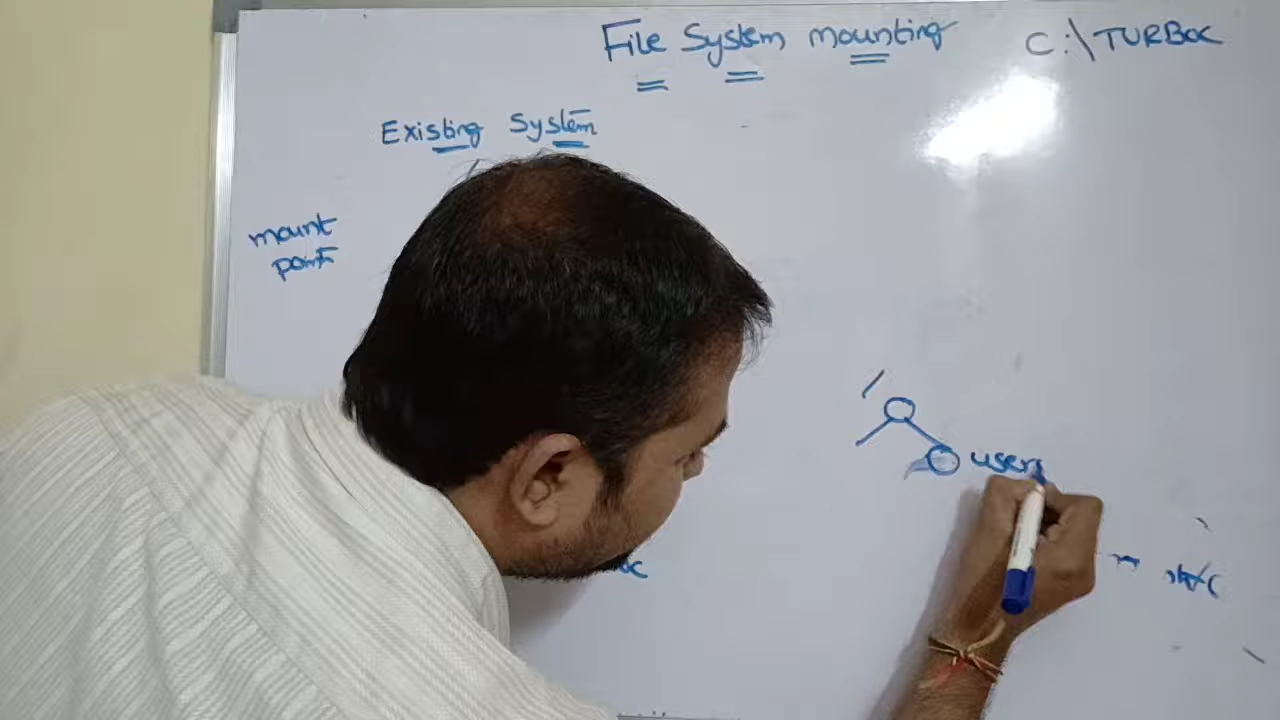 File System mounting C:\TURBOC
Existing System
mount
point
/
users